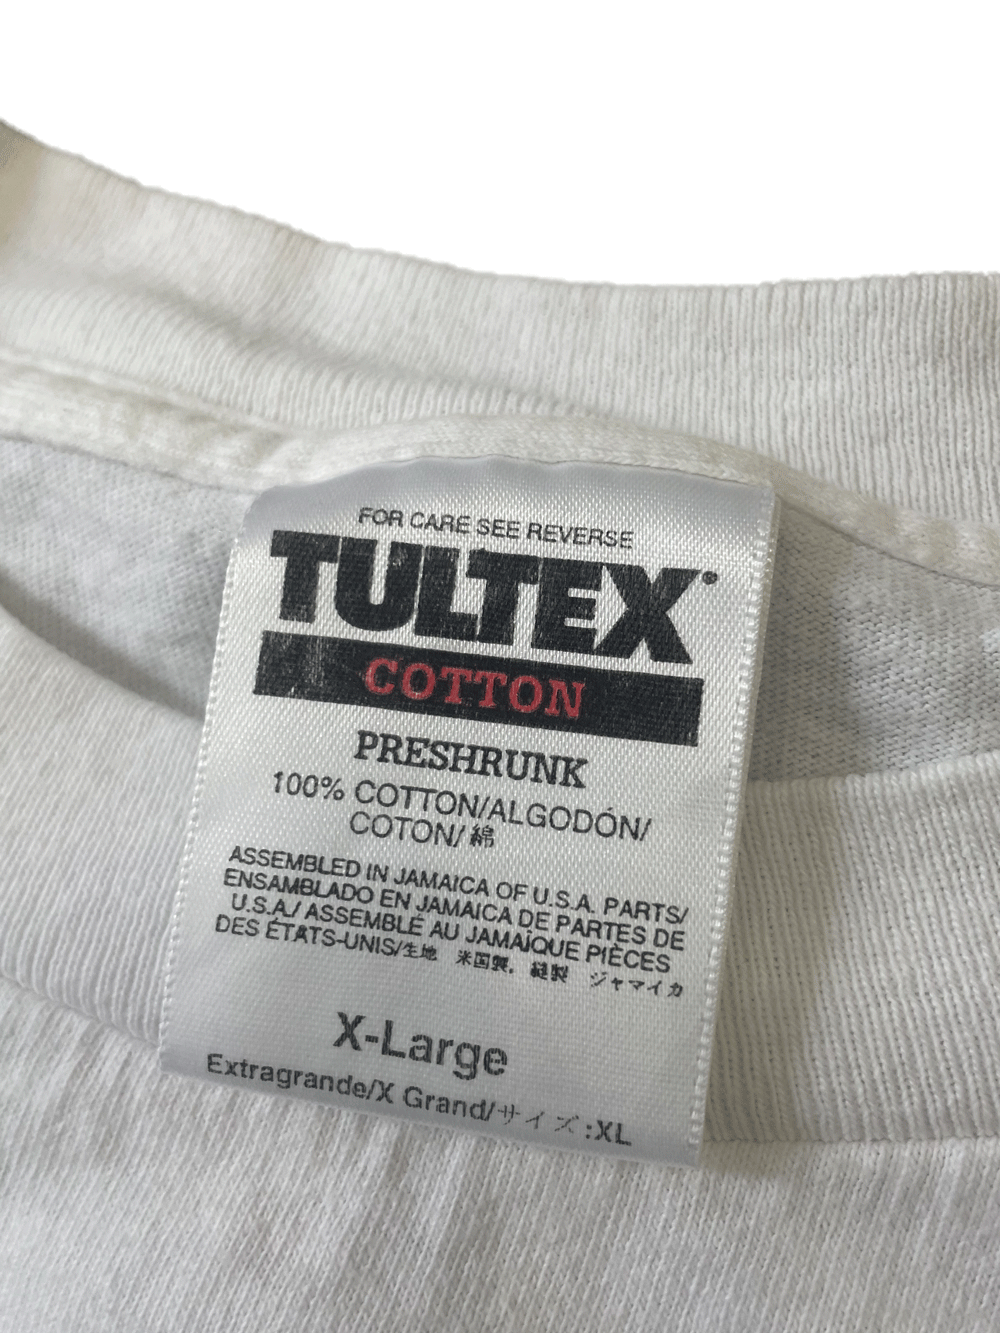 FOR CARE SEE REVERSE
TULTEX®
COTTON
PRESHRUNK
100% COTTON/ALGODÓN/
COTON/綿
ASSEMBLED IN JAMAICA OF U.S.A. PARTS/
ENSAMBLADO EN JAMAICA DE PARTES DE
U.S.A./ ASSEMBLÉ AU JAMAÏQUE PIÈCES
DES ÉTATS-UNIS/生地 米国製, 縫製 ジャマイカ
X-Large
Extragrande/X Grand/サイズ:XL